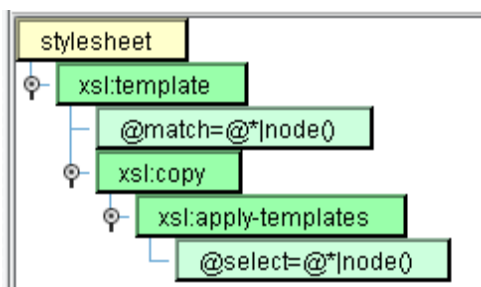 stylesheet
xsl:template
@match=@*|node()
xsl:copy
xsl:apply-templates
@select=@*|node()